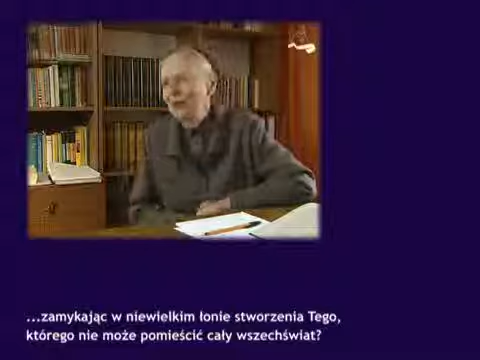 ...zamykając w niewielkim łonie stworzenia Tego,
którego nie może pomieścić cały wszechświat?